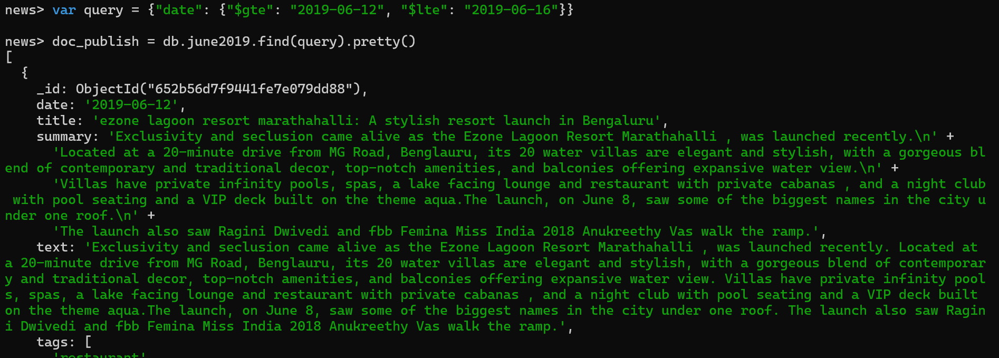 news> var query = {"date": {"$gte": "2019-06-12", "$lte": "2019-06-16"}}
news> doc_publish = db.june2019.find(query).pretty()
[
{
_id: ObjectId("652b56d7f9441fe7e079dd88"),
date: '2019-06-12',
title: 'ezone lagoon resort marathahalli: A stylish resort launch in Bengaluru',
summary: 'Exclusivity and seclusion came alive as the Ezone Lagoon Resort Marathahalli , was launched recently.\n' +
'Located at a 20-minute drive from MG Road, Benglauru, its 20 water villas are elegant and stylish, with a gorgeous bl
end of contemporary and traditional decor, top-notch amenities, and balconies offering expansive water view.\n' +
'Villas have private infinity pools, spas, a lake facing lounge and restaurant with private cabanas , and a night club
with pool seating and a VIP deck built on the theme aqua.The launch, on June 8, saw some of the biggest names in the city u
nder one roof.\n' +
'The launch also saw Ragini Dwivedi and fbb Femina Miss India 2018 Anukreethy Vas walk the ramp.',
text: 'Exclusivity and seclusion came alive as the Ezone Lagoon Resort Marathahalli , was launched recently. Located at
a 20-minute drive from MG Road, Benglauru, its 20 water villas are elegant and stylish, with a gorgeous blend of contemporar
y and traditional decor, top-notch amenities, and balconies offering expansive water view. Villas have private infinity pool
s, spas, a lake facing lounge and restaurant with private cabanas , and a night club with pool seating and a VIP deck built
on the theme aqua.The launch, on June 8, saw some of the biggest names in the city under one roof. The launch also saw Ragin
i Dwivedi and fbb Femina Miss India 2018 Anukreethy Vas walk the ramp.',
tags: [
'restaurant'